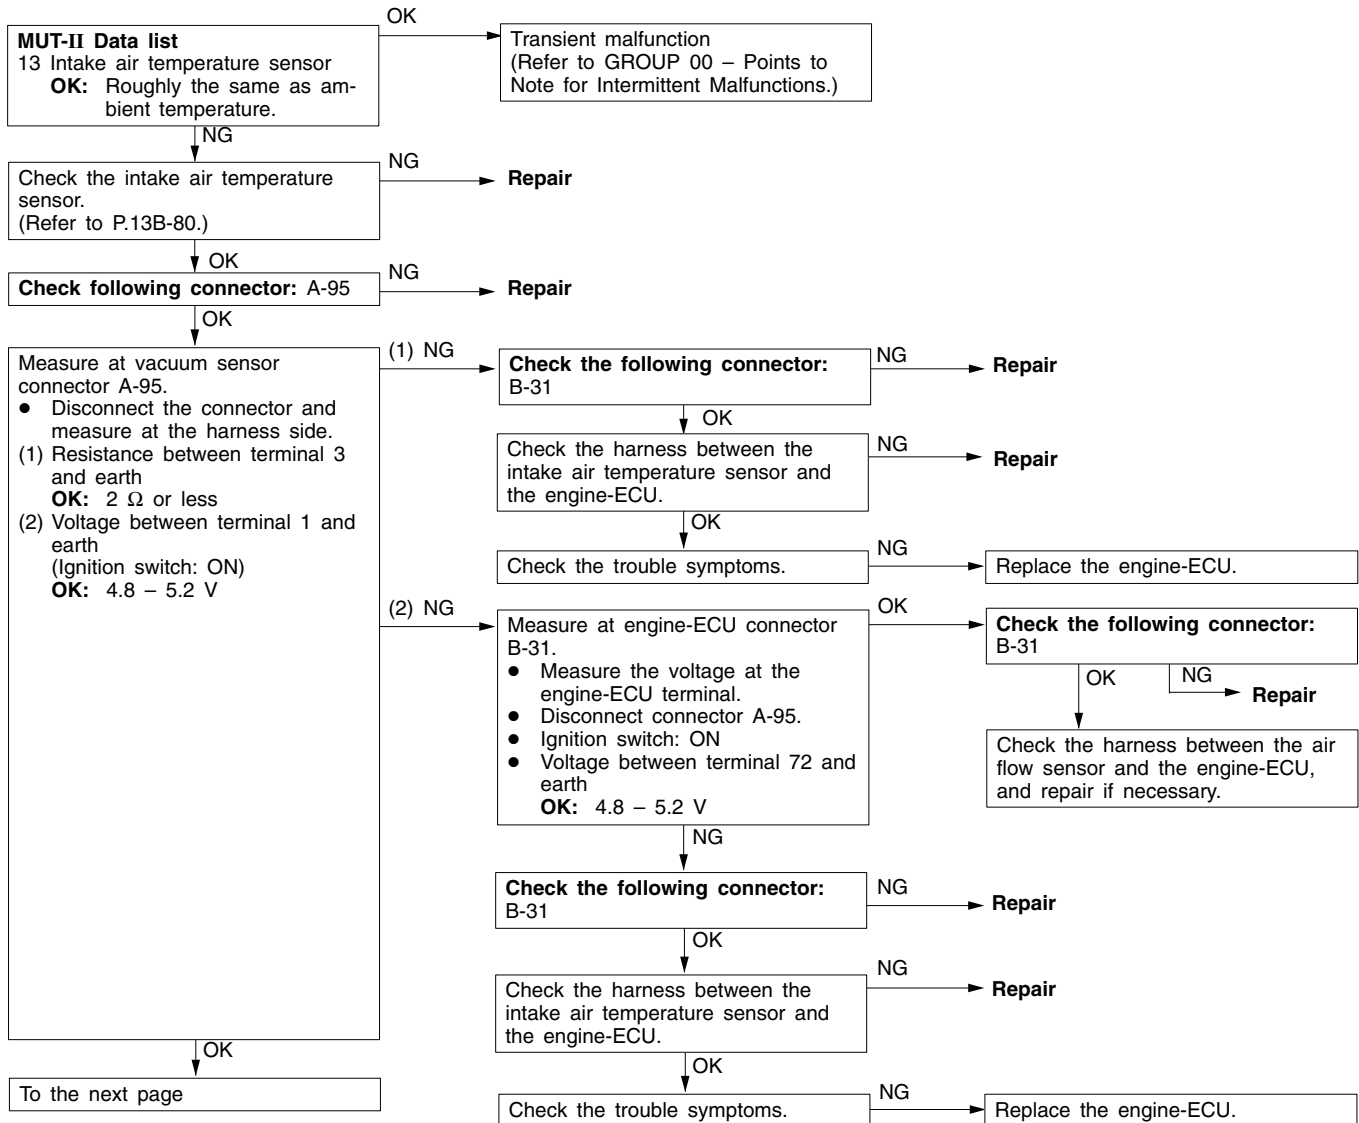 OK
MUT-II Data list
13 Intake air temperature sensor
OK: Roughly the same as am-
bient temperature.
Transient malfunction
(Refer to GROUP 00 – Points to
Note for Intermittent Malfunctions.)
NG
Check the intake air temperature
sensor.
(Refer to P.13B-80.)
NG
Repair
OK
Check following connector: A-95
NG
Repair
OK
Measure at vacuum sensor
connector A-95.
● Disconnect the connector and
measure at the harness side.
(1) Resistance between terminal 3
and earth
OK: 2 Ω or less
(2) Voltage between terminal 1 and
earth
(Ignition switch: ON)
OK: 4.8 – 5.2 V
(1) NG
Check the following connector:
B-31
NG
Repair
OK
Check the harness between the
intake air temperature sensor and
the engine-ECU.
NG
Repair
OK
Check the trouble symptoms.
NG
Replace the engine-ECU.
(2) NG
Measure at engine-ECU connector
B-31.
● Measure the voltage at the
engine-ECU terminal.
● Disconnect connector A-95.
● Ignition switch: ON
● Voltage between terminal 72 and
earth
OK: 4.8 – 5.2 V
OK
Check the following connector:
B-31
OK
NG
Repair
Check the harness between the air
flow sensor and the engine-ECU,
and repair if necessary.
NG
Check the following connector:
B-31
NG
Repair
OK
Check the harness between the
intake air temperature sensor and
the engine-ECU.
NG
Repair
OK
Check the trouble symptoms.
NG
Replace the engine-ECU.
OK
To the next page